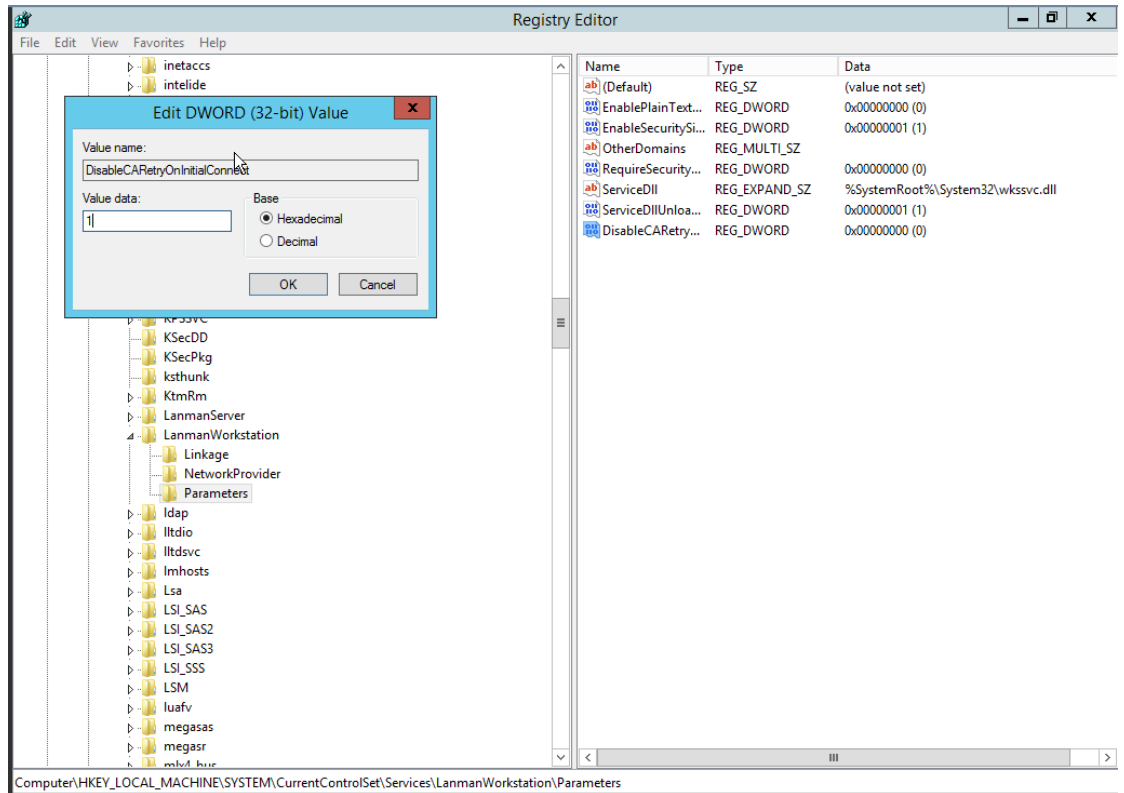 Registry Editor
File Edit View Favorites Help
inetaccs
intelide
Edit DWORD (32-bit) Value
Value name:
DisableCARetryOnInitialConnect
Value data:
Base
1
Hexadecimal
Decimal
OK Cancel
KPSSVC
KSecDD
KSecPkg
ksthunk
KtmRm
LanmanServer
LanmanWorkstation
Linkage
NetworkProvider
Parameters
ldap
lltdio
lltdsvc
lmhosts
Lsa
LSI_SAS
LSI_SAS2
LSI_SAS3
LSI_SSS
LSM
luafv
megasas
megasr
mlx4_bus
Name Type Data
(Default) REG_SZ (value not set)
EnablePlainText... REG_DWORD 0x00000000 (0)
EnableSecuritySi... REG_DWORD 0x00000001 (1)
OtherDomains REG_MULTI_SZ
RequireSecurity... REG_DWORD 0x00000000 (0)
ServiceDll REG_EXPAND_SZ %SystemRoot%\System32\wkssvc.dll
ServiceDllUnloa... REG_DWORD 0x00000001 (1)
DisableCARetry... REG_DWORD 0x00000000 (0)
Computer\HKEY_LOCAL_MACHINE\SYSTEM\CurrentControlSet\Services\LanmanWorkstation\Parameters